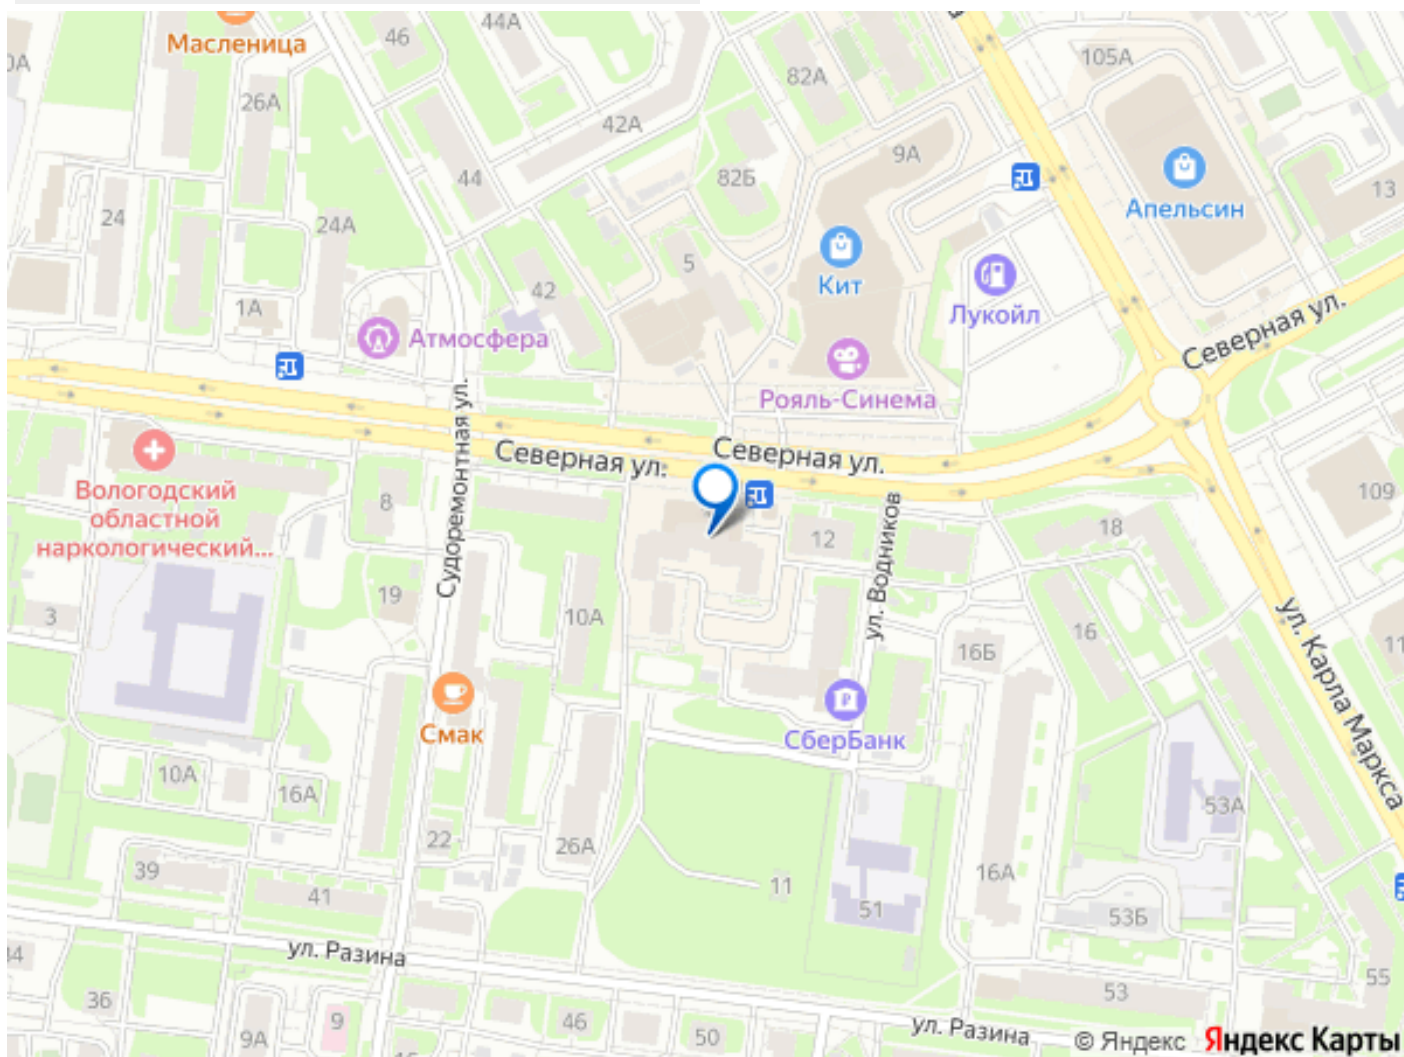 Масленица
46
44А
26А
42А
82А
105А
9А
44
82Б
13
Апельсин
24
24А
5
Кит
42
1А
Лукойл
Атмосфера
Северная ул.
Рояль-Синема
Судоремонтная ул.
Северная ул.
Северная ул.
Вологодский
областной
наркологический...
8
109
18
12
ул. Водников
19
3
10А
16
16Б
ул. Карла Маркса
Смак
СберБанк
10А
16А
53А
22
26А
39
16А
11
41
51
53Б
ул. Разина
55
36
53
9
46
9А
50
ул. Разина
© Яндекс Яндекс Карты